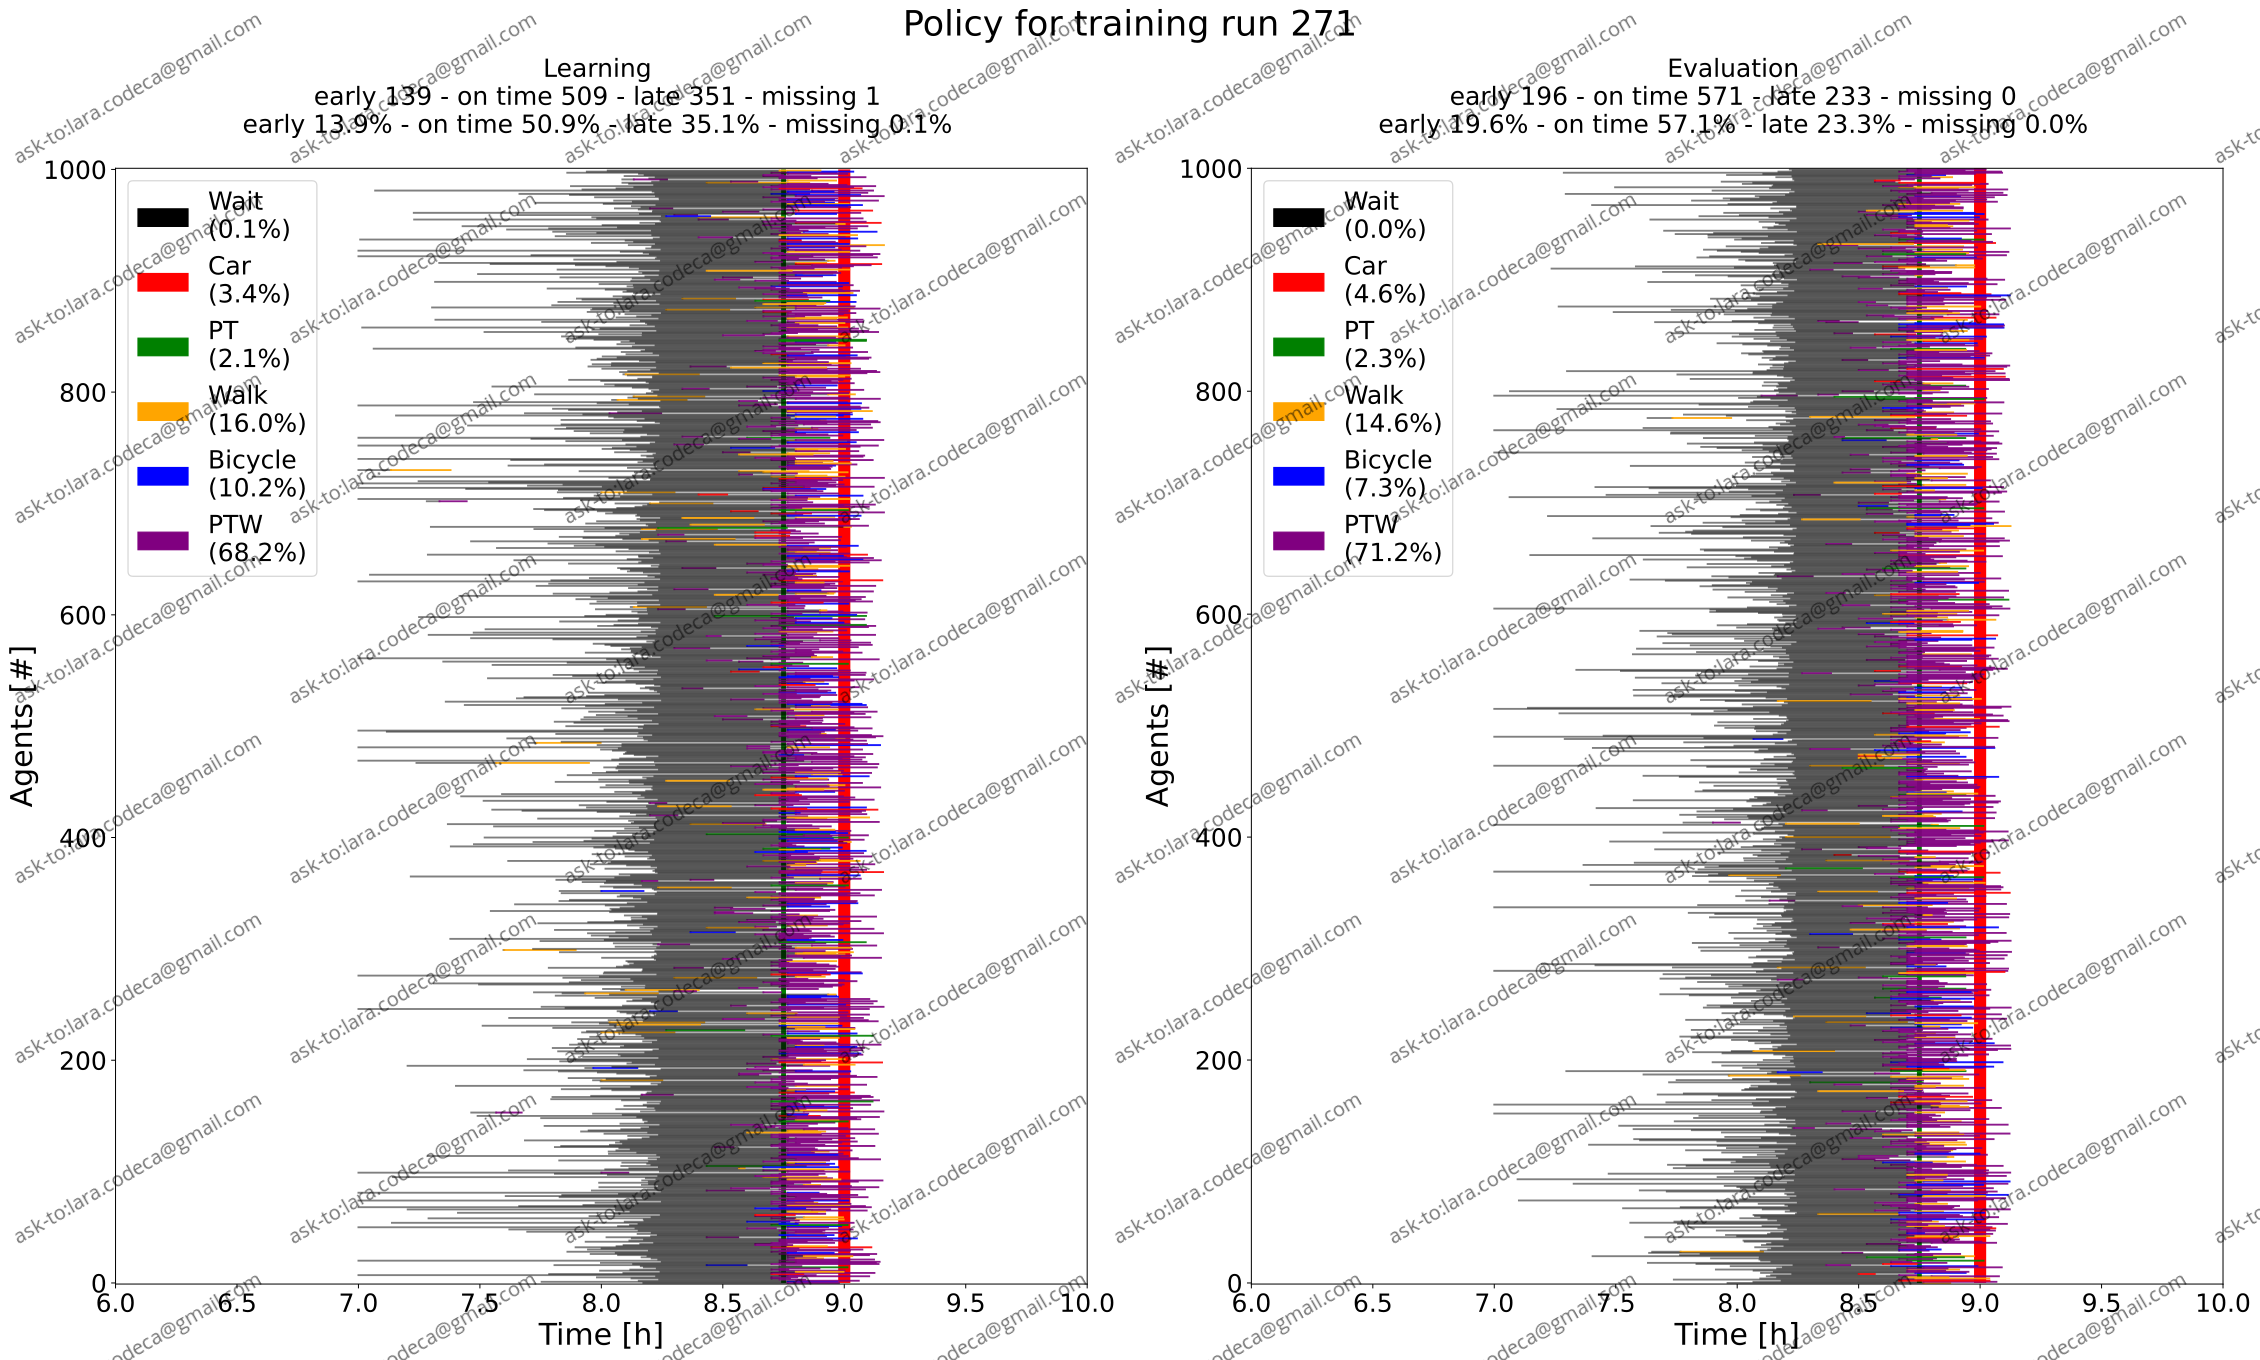 Policy for training run 271
Learning
early 139 - on time 509 - late 351 - missing 1
early 13.9% - on time 50.9% - late 35.1% - missing 0.1%
Agents [#]
1000
800
600
400
200
0
Wait
(0.1%)
Car
(3.4%)
PT
(2.1%)
Walk
(16.0%)
Bicycle
(10.2%)
PTW
(68.2%)
6.0 6.5 7.0 7.5 8.0 8.5 9.0 9.5 10.0
Time [h]
Evaluation
early 196 - on time 571 - late 233 - missing 0
early 19.6% - on time 57.1% - late 23.3% - missing 0.0%
Agents [#]
1000
800
600
400
200
0
Wait
(0.0%)
Car
(4.6%)
PT
(2.3%)
Walk
(14.6%)
Bicycle
(7.3%)
PTW
(71.2%)
6.0 6.5 7.0 7.5 8.0 8.5 9.0 9.5 10.0
Time [h]
ask-to:lara.codeca@gmail.com